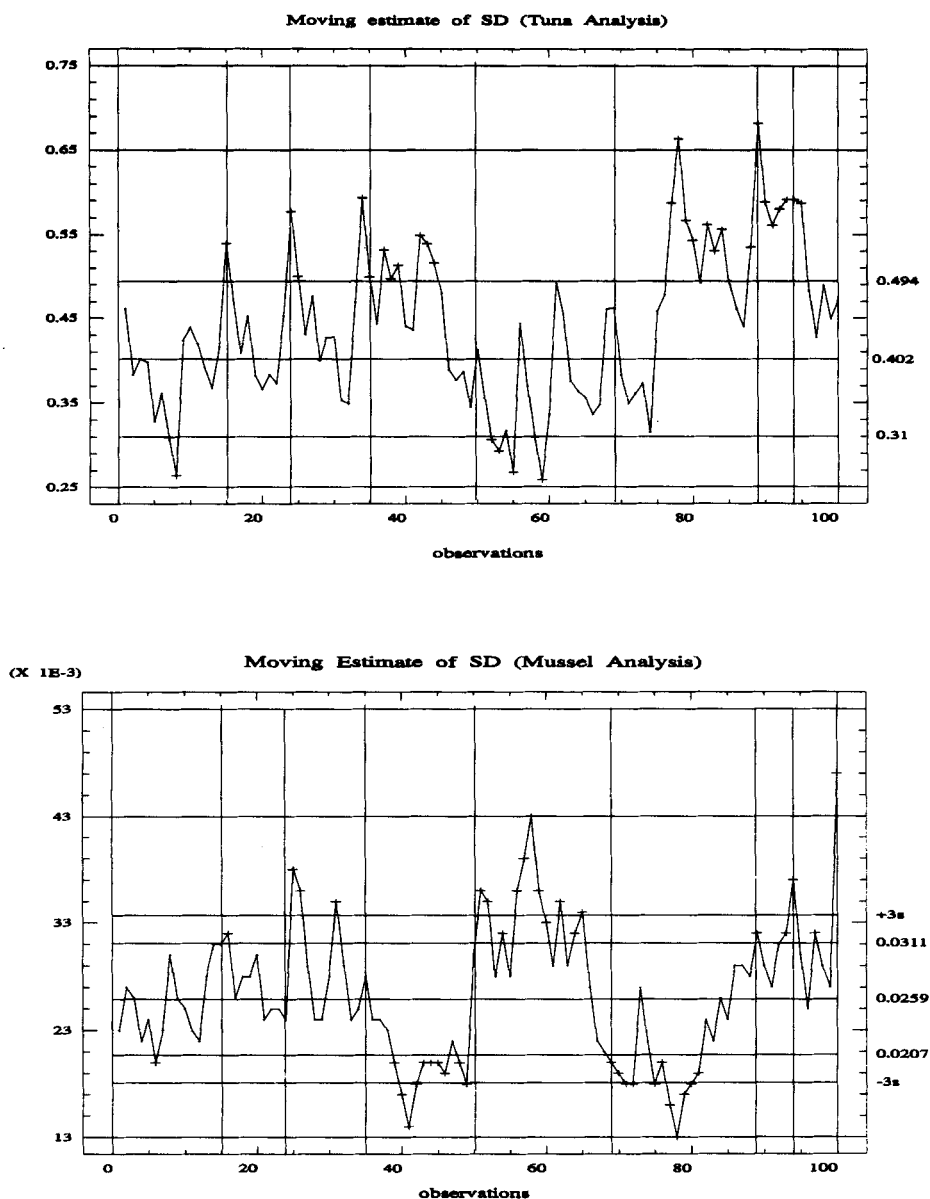 Moving estimate of SD (Tuna Analysis)
0.75
0.65
0.55
0.494
0.45
0.402
0.35
0.31
0.25
0 20 40 60 80 100
observations
Moving Estimate of SD (Mussel Analysis)
(X 1E-3)
53
43
33
+3s
0.0311
0.0259
23
0.0207
-3s
13
0 20 40 60 80 100
observations